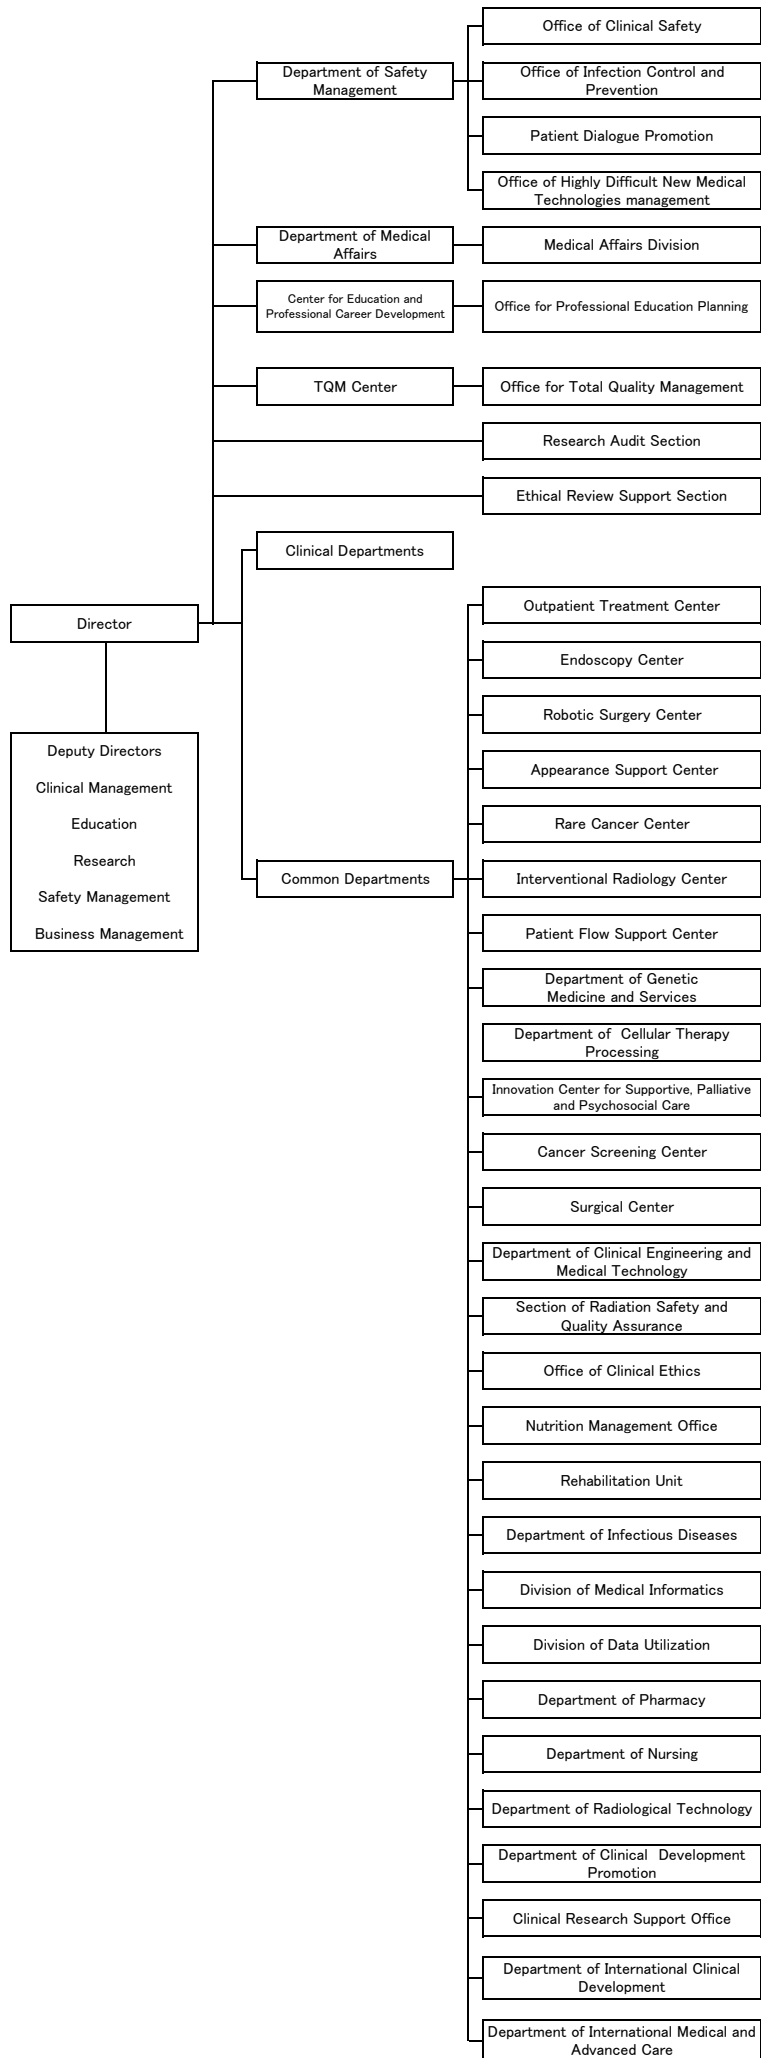 Office of Clinical Safety
Department of Safety
Management
Office of Infection Control and
Prevention
Patient Dialogue Promotion
Office of Highly Difficult New Medical
Technologies management
Department of Medical
Affairs
Medical Affairs Division
Center for Education and
Professional Career Development
Office for Professional Education Planning
TQM Center
Office for Total Quality Management
Research Audit Section
Ethical Review Support Section
Clinical Departments
Director
Deputy Directors
Clinical Management
Education
Research
Safety Management
Business Management
Common Departments
Outpatient Treatment Center
Endoscopy Center
Robotic Surgery Center
Appearance Support Center
Rare Cancer Center
Interventional Radiology Center
Patient Flow Support Center
Department of Genetic
Medicine and Services
Department of  Cellular Therapy
Processing
Innovation Center for Supportive, Palliative
and Psychosocial Care
Cancer Screening Center
Surgical Center
Department of Clinical Engineering and
Medical Technology
Section of Radiation Safety and
Quality Assurance
Office of Clinical Ethics
Nutrition Management Office
Rehabilitation Unit
Department of Infectious Diseases
Division of Medical Informatics
Division of Data Utilization
Department of Pharmacy
Department of Nursing
Department of Radiological Technology
Department of Clinical  Development
Promotion
Clinical Research Support Office
Department of International Clinical
Development
Department of International Medical and
Advanced Care